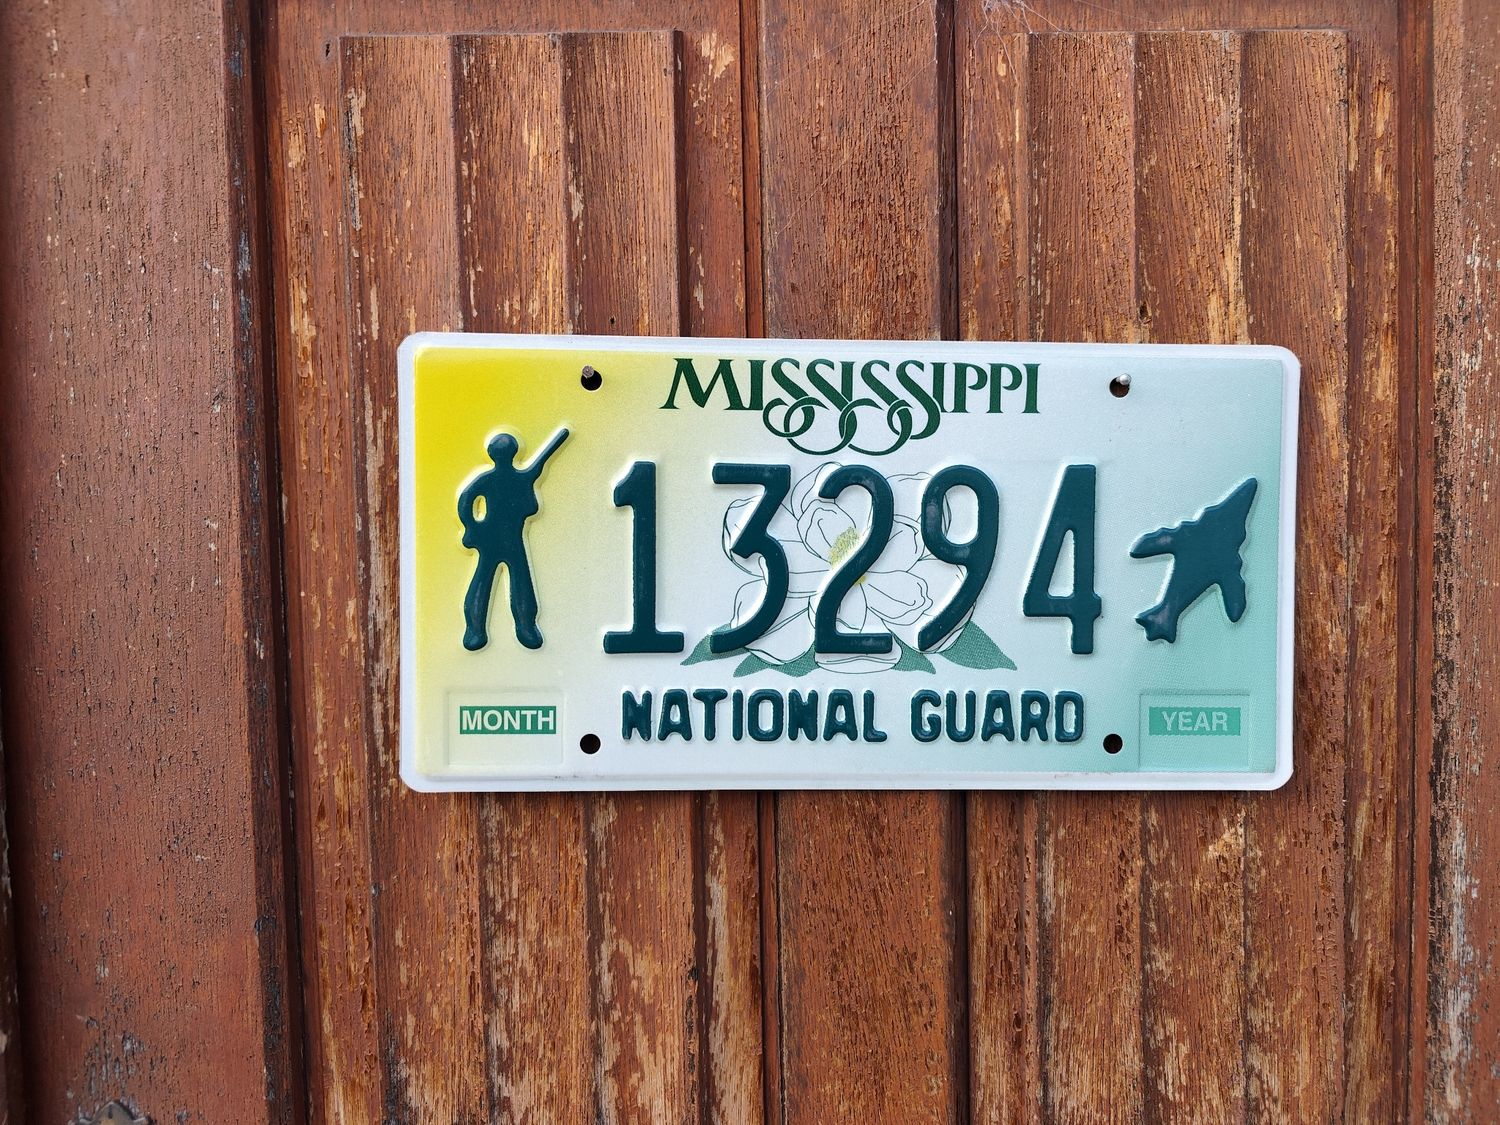 MISSISSIPPI
13294
NATIONAL GUARD
MONTH
YEAR